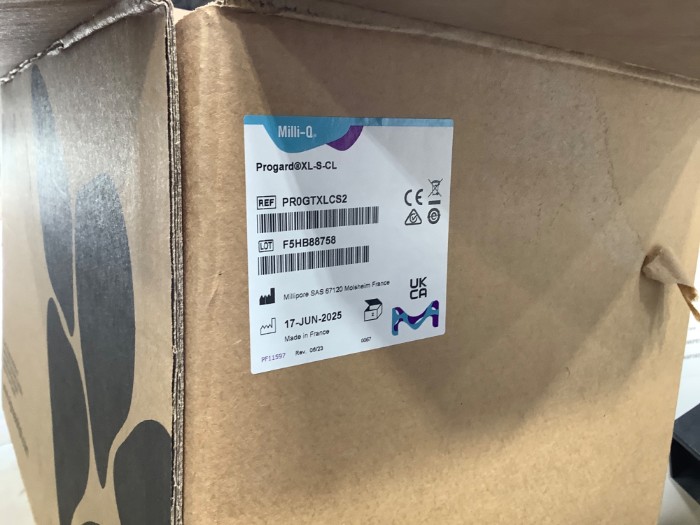 Milli-Q®
Progard®XL-S-CL
REF PR0GTXLCS2
LOT F5HB88758
Millipore SAS 67120 Molsheim France
UK
CA
17-JUN-2025
Made in France
PF11597 Rev. 06/23 0067